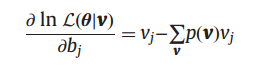 ∂ ln ℒ(θ|v) / ∂b_j = v_j − ∑_v p(v)v_j